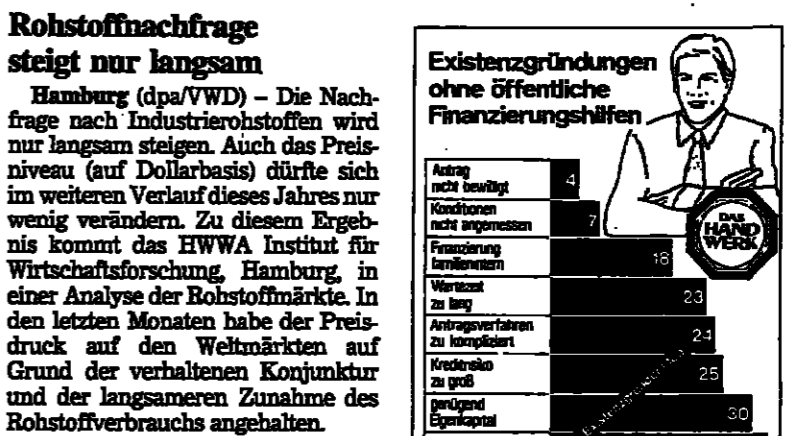 Rohstoffnachfrage
steigt nur langsam
Hamburg (dpa/VWD) – Die Nach-
frage nach Industrierohstoffen wird
nur langsam steigen. Auch das Preis-
niveau (auf Dollarbasis) dürfte sich
im weiteren Verlauf dieses Jahres nur
wenig verändern. Zu diesem Ergeb-
nis kommt das HWWA Institut für
Wirtschaftsforschung, Hamburg, in
einer Analyse der Rohstoffmärkte. In
den letzten Monaten habe der Preis-
druck auf den Weltmärkten auf
Grund der verhaltenen Konjunktur
und der langsameren Zunahme des
Rohstoffverbrauchs angehalten.
Existenzgründungen
ohne öffentliche
Finanzierungshilfen
Antrag
nicht bewilligt 4
Konditionen
nicht angemessen 7
Finanzierung
familienintern 18
Wartezeit
zu lang 23
Antragsverfahren
zu kompliziert 24
Kreditrisiko
zu groß 25
genügend
Eigenkapital 30
DAS
HAND
WERK